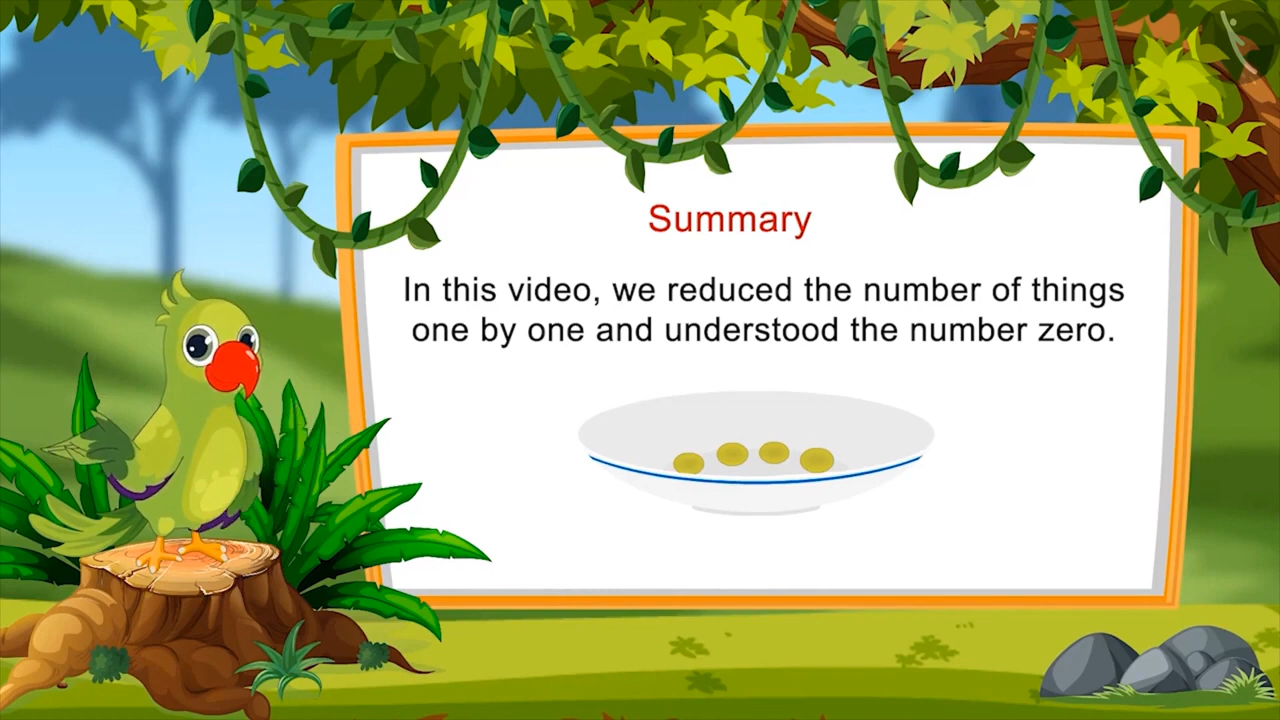 Summary
In this video, we reduced the number of things
one by one and understood the number zero.